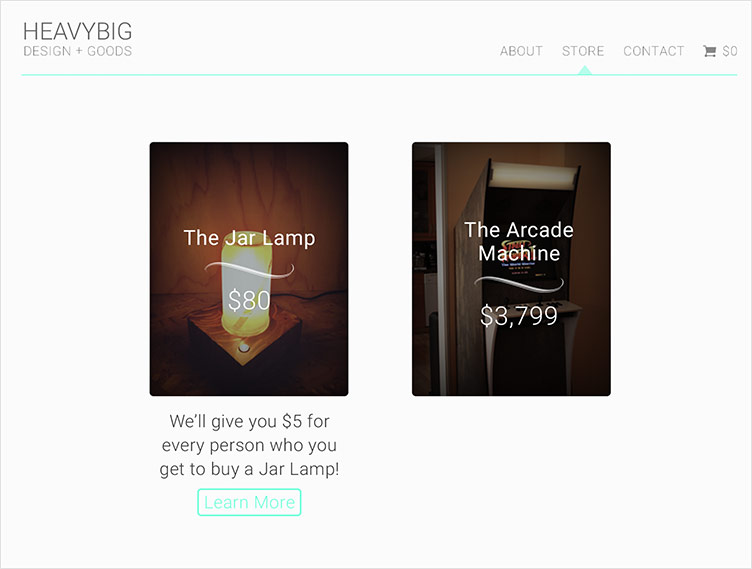 HEAVYBIG
DESIGN + GOODS
ABOUT STORE CONTACT $0
The Jar Lamp
$80
The Arcade
Machine
$3,799
We'll give you $5 for
every person who you
get to buy a Jar Lamp!
Learn More